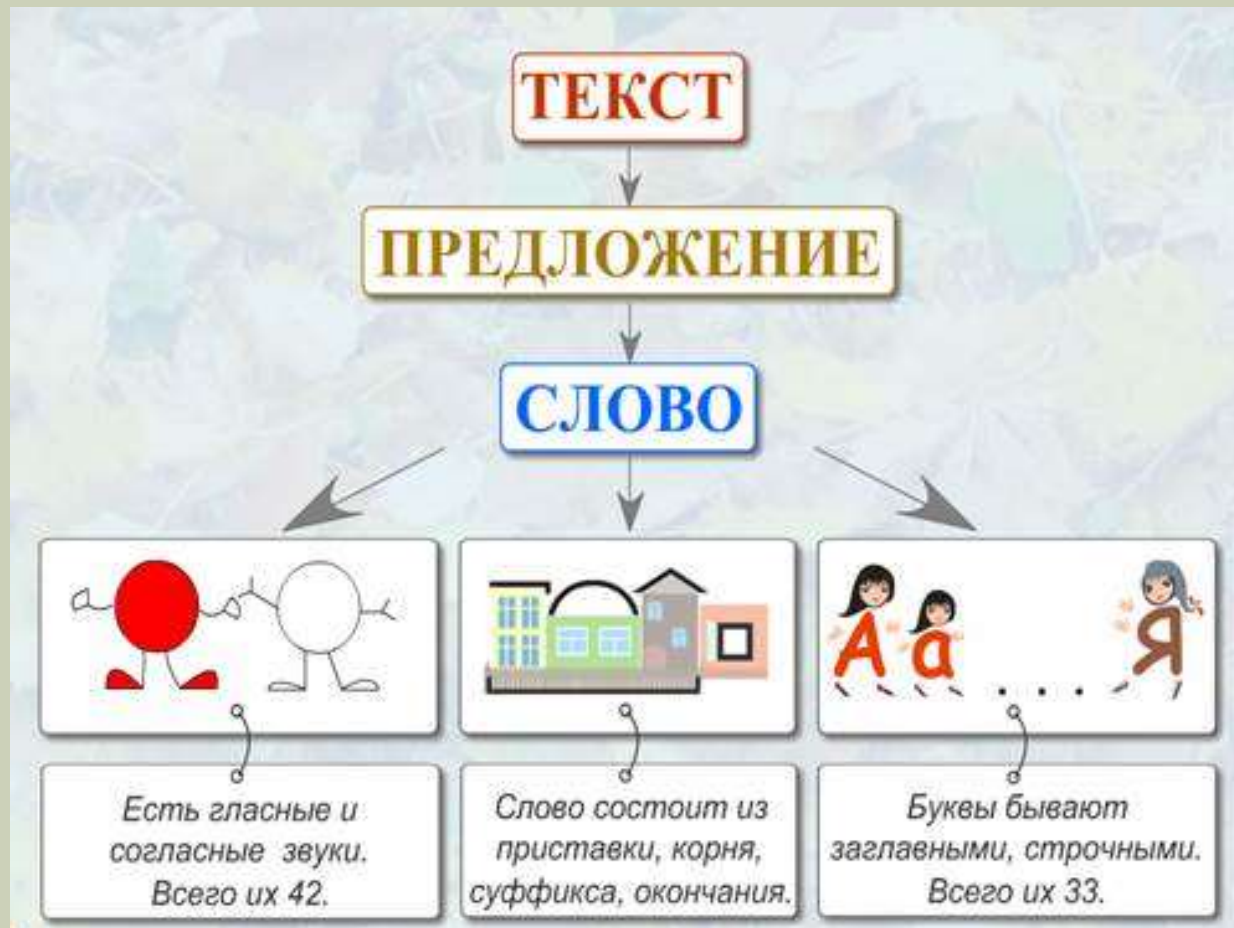 ТЕКСТ
ПРЕДЛОЖЕНИЕ
СЛОВО
А а . . . Я
Есть гласные и
согласные звуки.
Всего их 42.
Слово состоит из
приставки, корня,
суффикса, окончания.
Буквы бывают
заглавными, строчными.
Всего их 33.